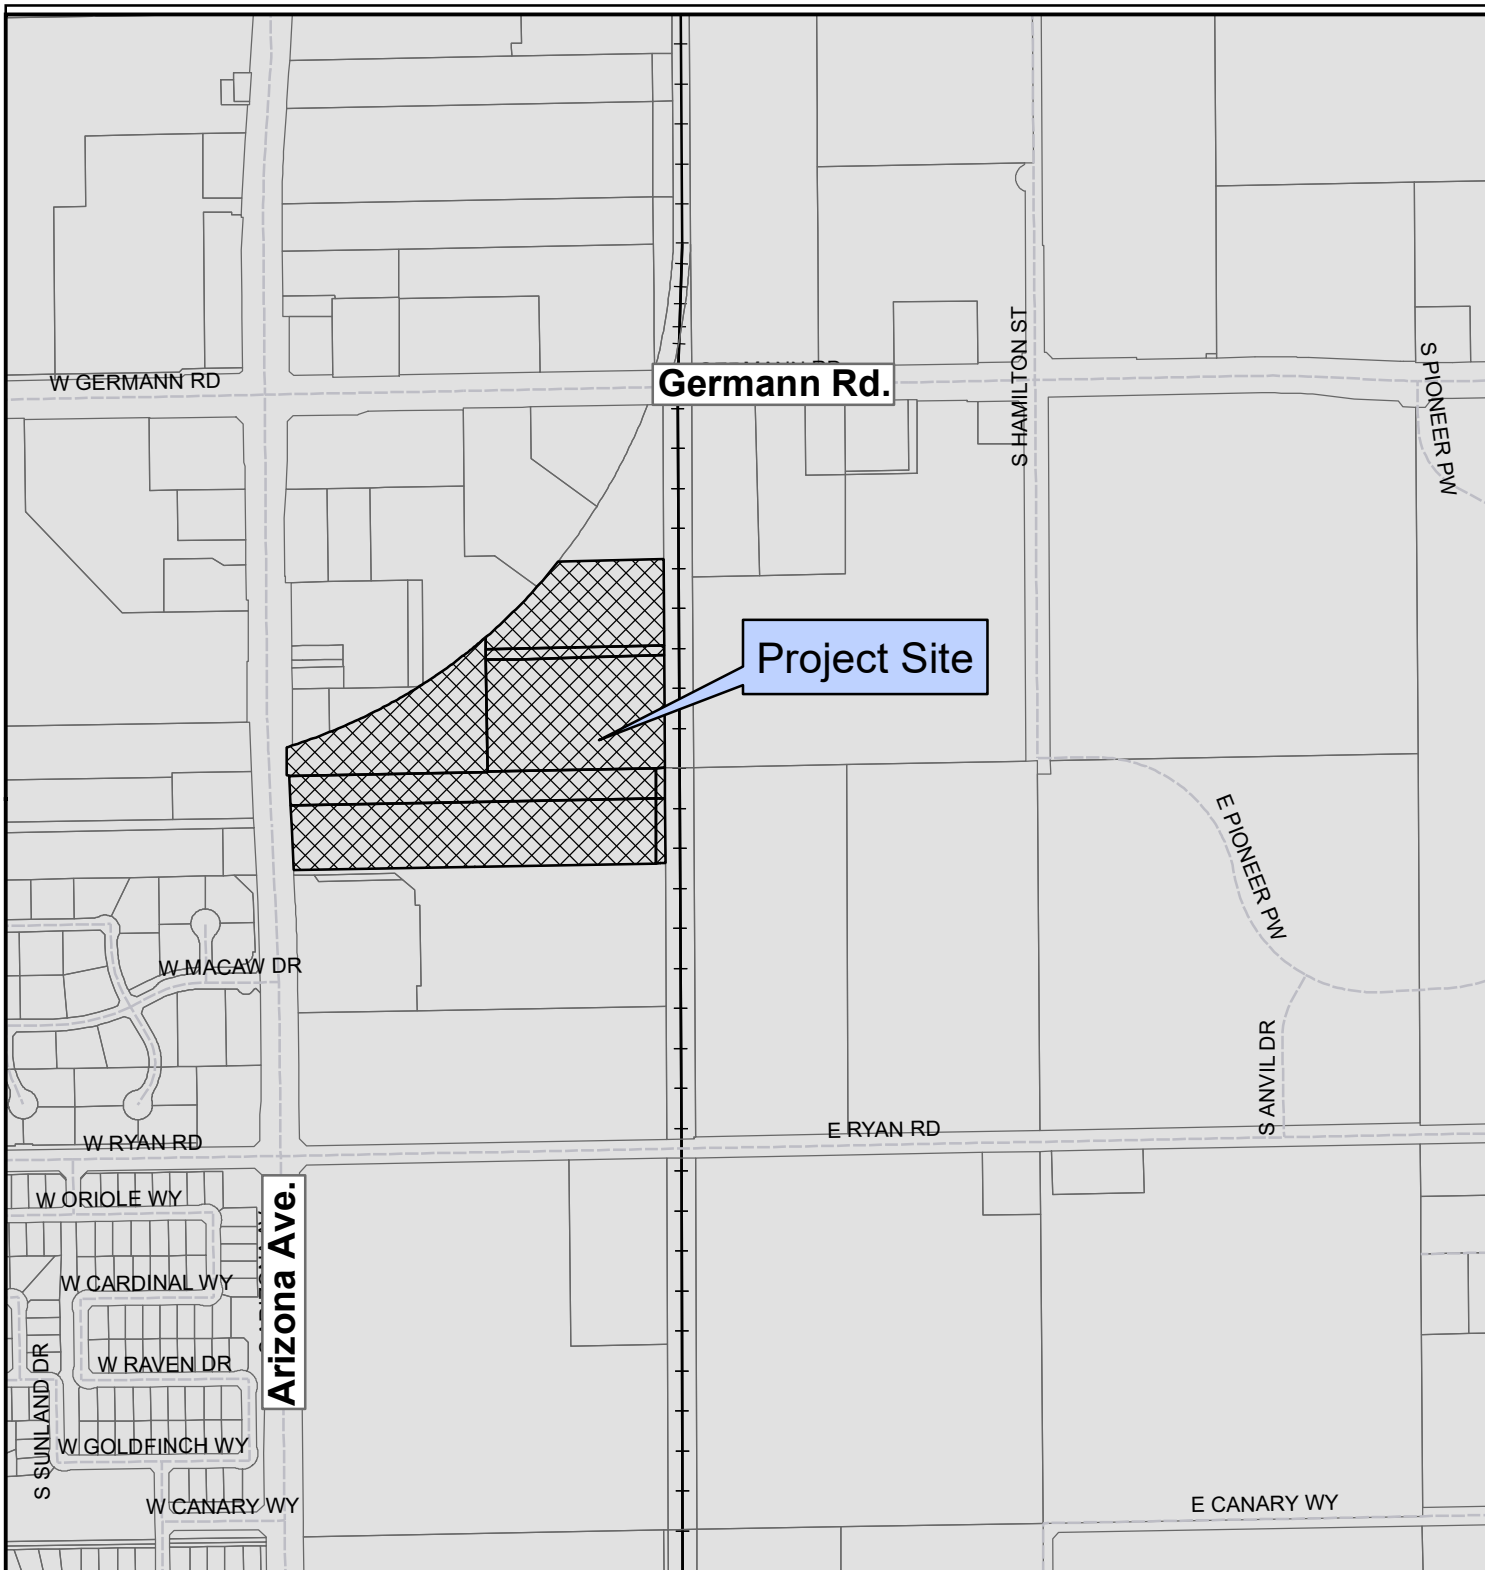 S HAMILTON ST
S PIONEER PW
W GERMANN RD
Germann Rd.
Project Site
E PIONEER PW
W MACAW DR
S ANVIL DR
W RYAN RD
E RYAN RD
W ORIOLE WY
Arizona Ave.
W CARDINAL WY
W RAVEN DR
S SUNLAND DR
W GOLDFINCH WY
W CANARY WY
E CANARY WY